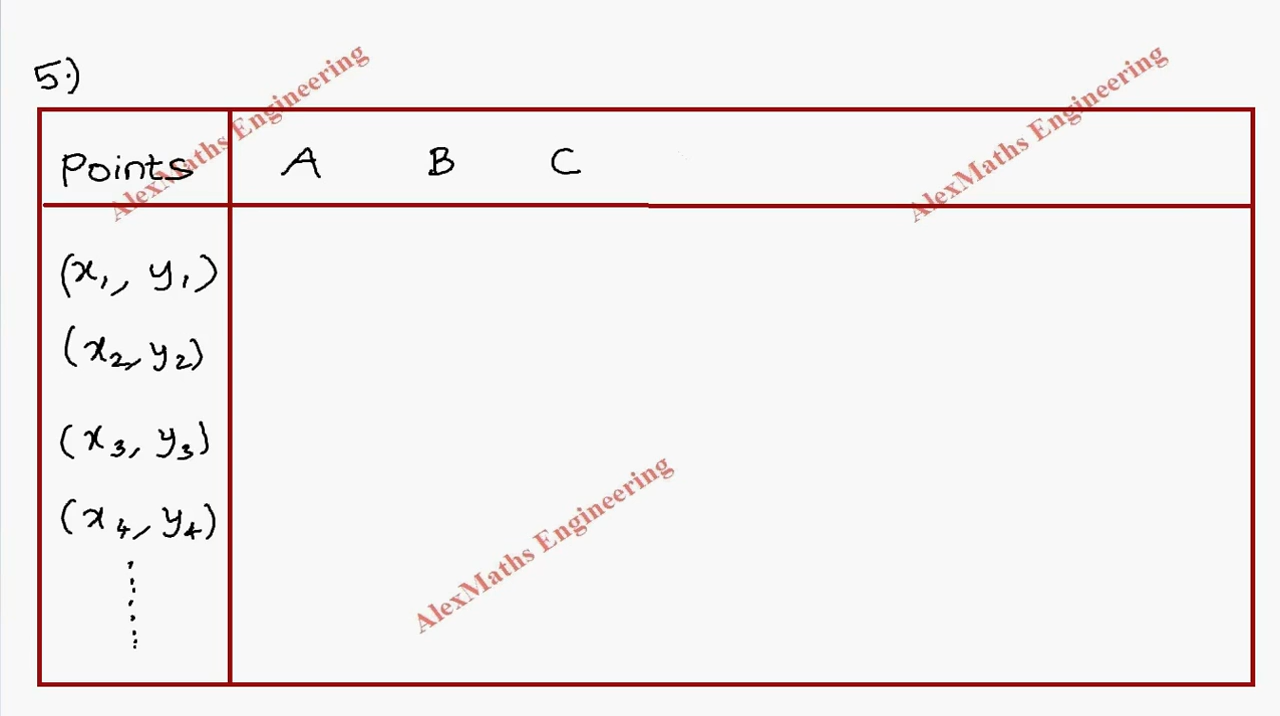 5.)
Points A B C
(x₁, y₁)
(x₂, y₂)
(x₃, y₃)
(x₄, y₄)
AlexMaths Engineering
AlexMaths Engineering
AlexMaths Engineering